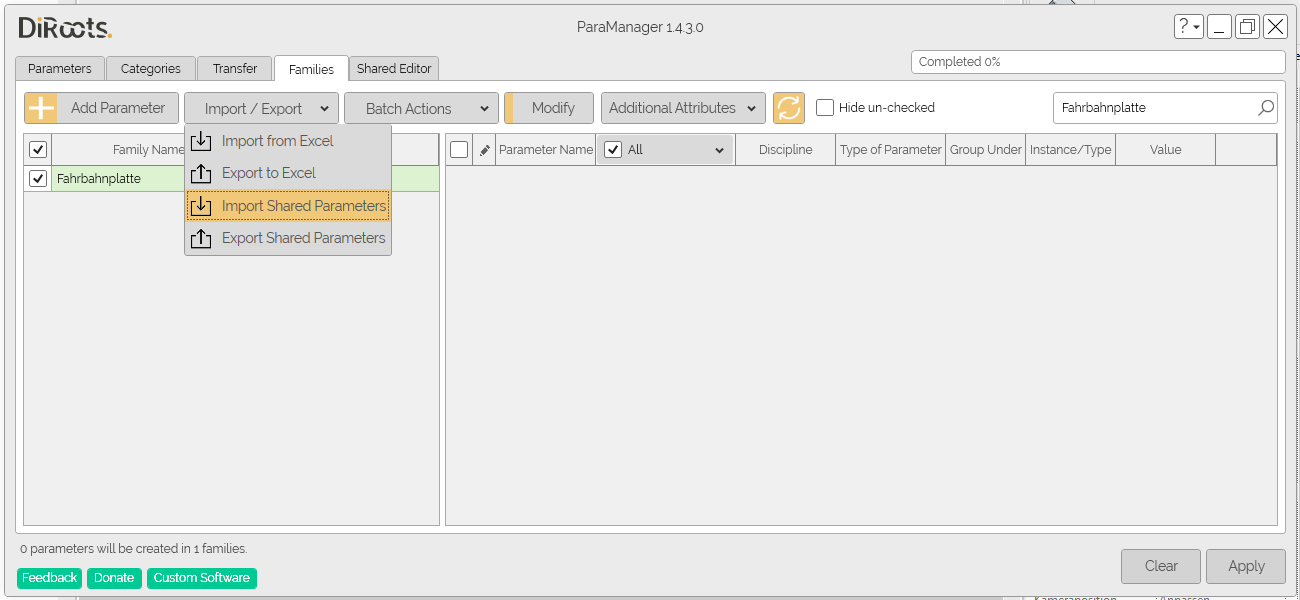 DiRoots.
ParaManager 1.4.3.0
?
Parameters
Categories
Transfer
Families
Shared Editor
Completed 0%
Add Parameter
Import / Export
Batch Actions
Modify
Additional Attributes
Hide un-checked
Fahrbahnplatte
Family Name
Import from Excel
Export to Excel
Import Shared Parameters
Export Shared Parameters
Fahrbahnplatte
Parameter Name
All
Discipline
Type of Parameter
Group Under
Instance/Type
Value
0 parameters will be created in 1 families.
Feedback
Donate
Custom Software
Clear
Apply